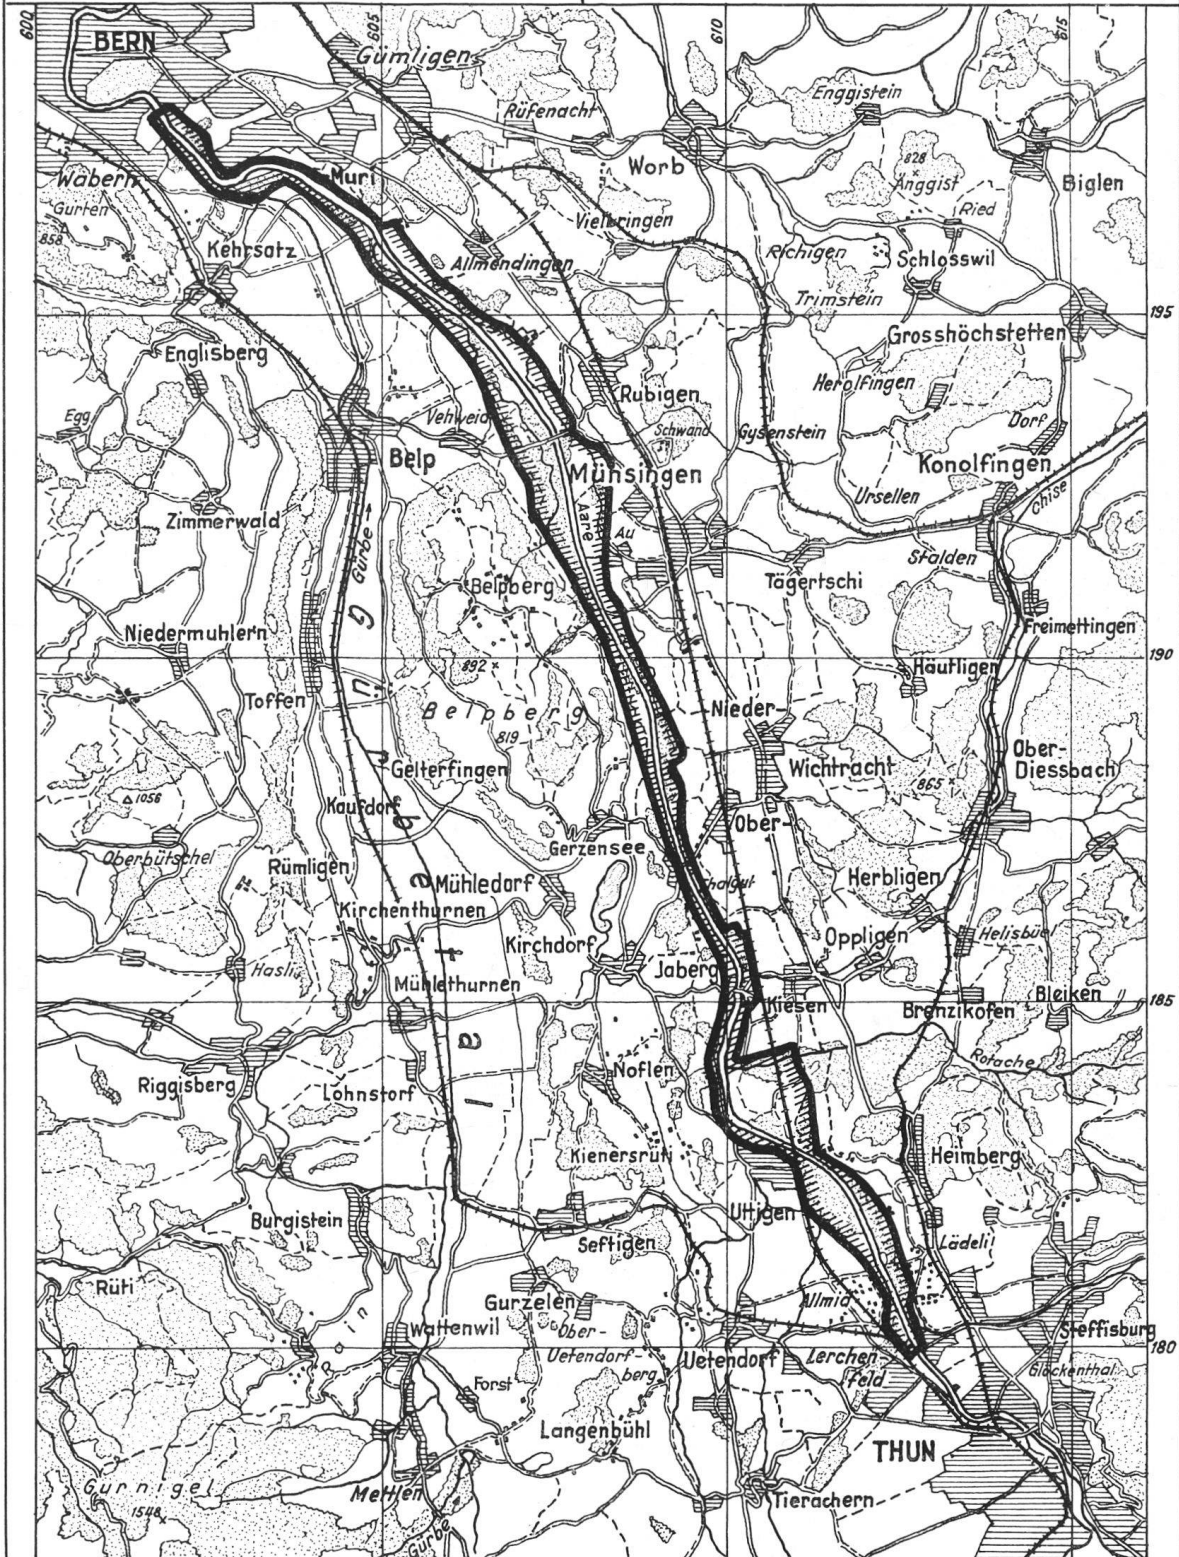 600
605
610
615
BERN
Gümligen
Enggistein
Rüfenacht
Worb
828
Änggist
Biglen
Wabern
Muri
Gurten
858
Vielbringen
Ried
Kehrsatz
Allmendingen
Richigen
Schlosswil
Trimstein
195
Englisberg
Grosshöchstetten
Herolfingen
Rubigen
Egg
Vehweid
Schwand
Gysenstein
Dorf
Belp
Münsingen
Konolfingen
Ursellen
Chise
Zimmerwald
Gürbe
Aare
Au
Stalden
Belpberg
Tägertschi
Niedermuhlern
Freimettingen
892
190
Häutligen
Toffen
Belpberg
Nieder-
819
Ober-
Diessbach
Gelterfingen
Wichtracht
865
1056
Kaufdorf
Ober-
Oberbütschel
Gerzensee
Rümligen
Thalgut
Herbligen
Mühledorf
Kirchenthurnen
Kirchdorf
Oppligen
Helisbüel
Hasli
Jaberg
Mühlethurnen
185
Kiesen
Bleiken
Brenzikofen
Gürbetal
Rotache
Riggisberg
Noflen
Lohnstorf
Kienersrüti
Heimberg
Burgistein
Uttigen
Seftigen
Lädeli
Rüti
Gurzelen
Allmid
Wattenwil
Ober-
Steffisburg
180
Uetendorf-
berg
Uetendorf
Lerchen-
feld
Glockenthal
Forst
Langenbühl
THUN
Gurnigel
1548
Mettlen
Tierachern
Gürbe